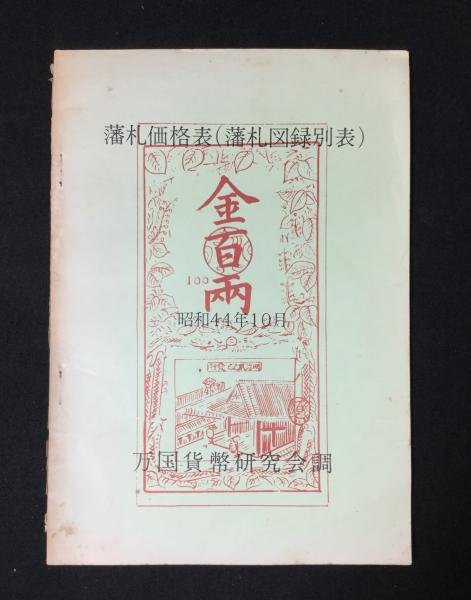 藩札価格表(藩札図録別表)
金百両
100
昭和44年10月
万国貨幣研究会調